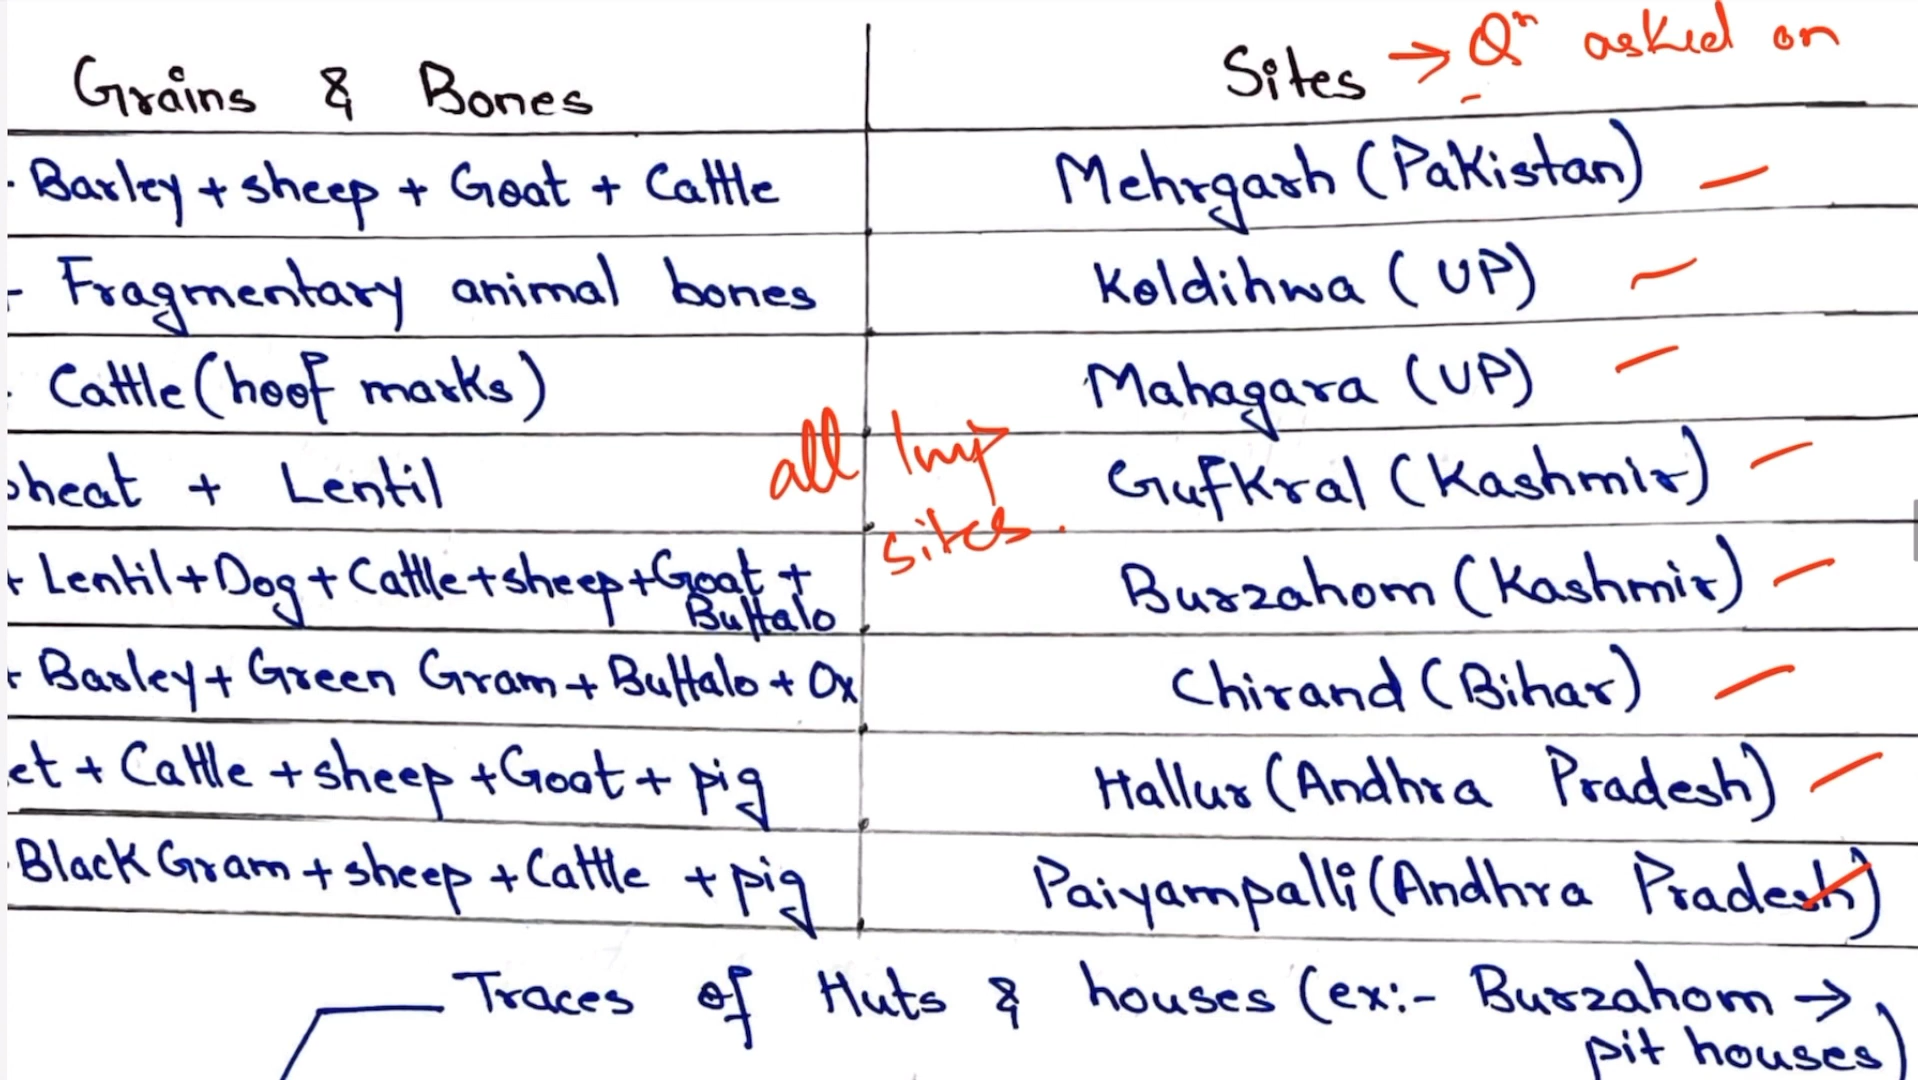 Grains & Bones
Sites → Qn asked on
Barley + sheep + Goat + Cattle
Mehrgarh (Pakistan)
Fragmentary animal bones
Koldihwa (UP)
Cattle (hoof marks)
Mahagara (UP)
all Imp
sites.
heat + Lentil
Gufkral (Kashmir)
+ Lentil + Dog + Cattle + sheep + Goat +
Buffalo
Burzahom (Kashmir)
+ Barley + Green Gram + Buffalo + Ox
Chirand (Bihar)
et + Cattle + sheep + Goat + pig
Hallur (Andhra Pradesh)
Black Gram + sheep + Cattle + pig
Paiyampalli (Andhra Pradesh)
Traces of Huts & houses (ex:- Burzahom →
pit houses)